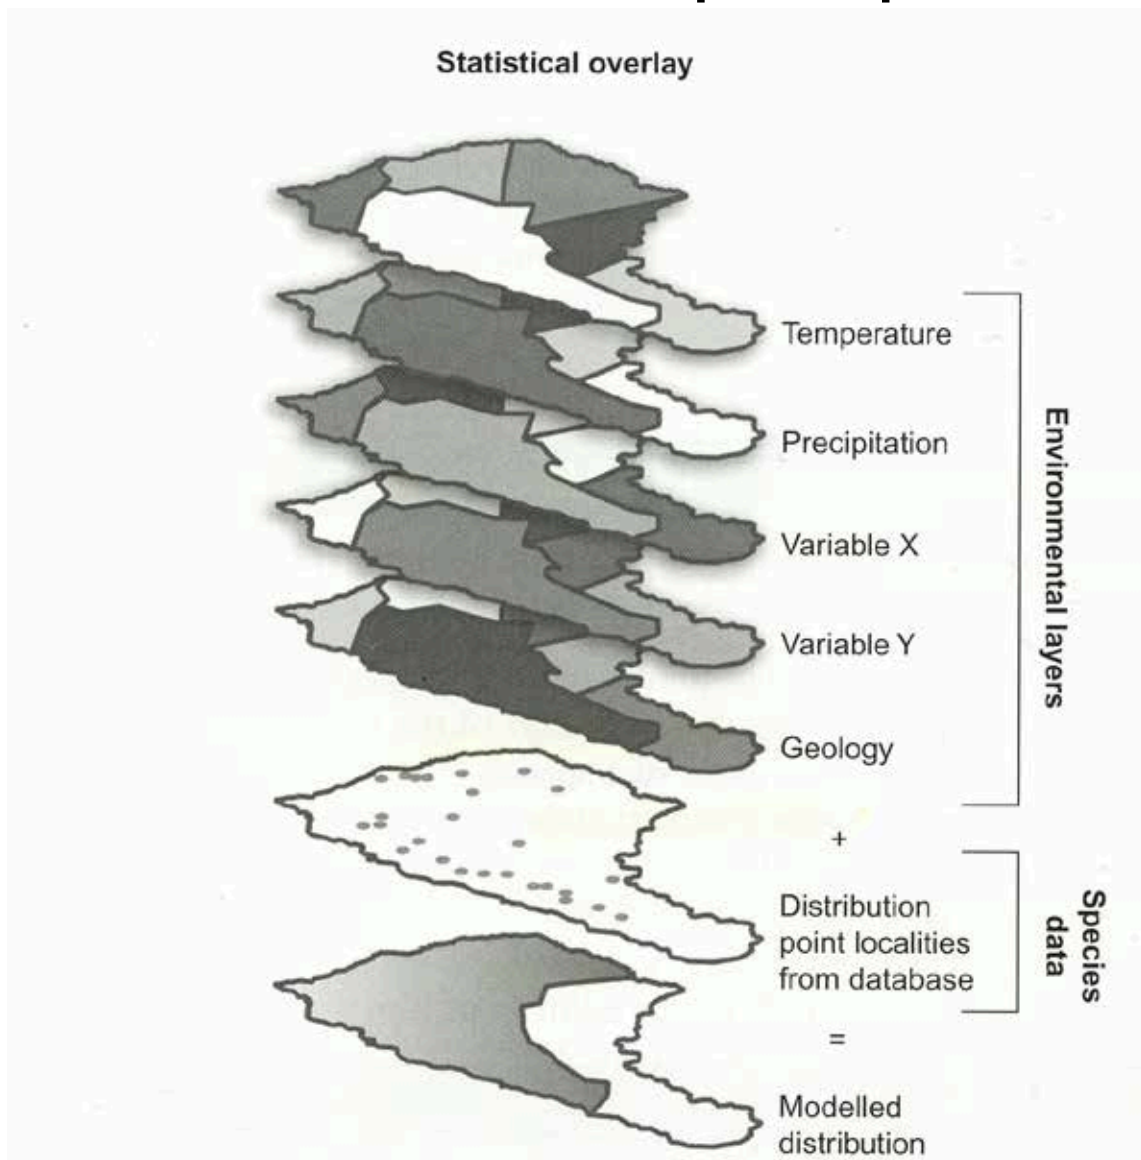 Statistical overlay
Temperature
Precipitation
Variable X
Variable Y
Geology
Environmental layers
+
Distribution
point localities
from database
Species
data
=
Modelled
distribution